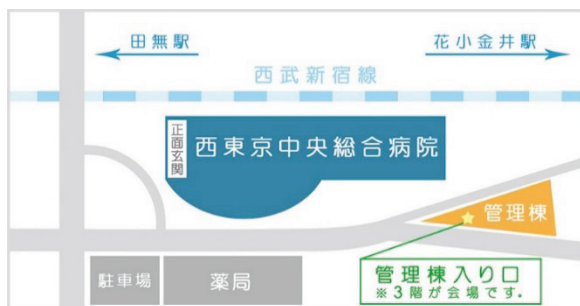 田無駅
花小金井駅
西武新宿線
正面玄関
西東京中央総合病院
管理棟
駐車場
薬局
管理棟入り口
※3階が会場です。